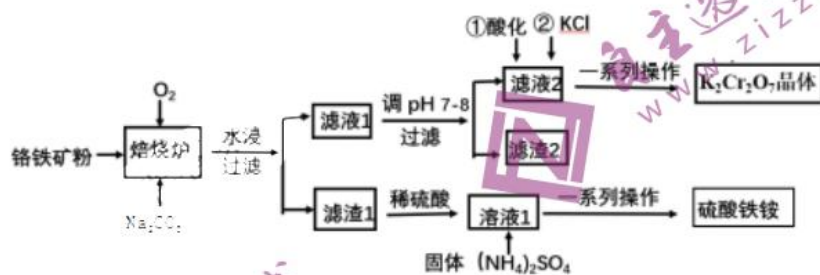 ①酸化 ② KCl
O₂
滤液2 一系列操作 K₂Cr₂O₇晶体
滤液1 调 pH 7-8
过滤
铬铁矿粉 焙烧炉 水浸
过滤
滤渣2
Na₂CO₃
滤渣1 稀硫酸 溶液1 一系列操作 硫酸铁铵
固体 (NH₄)₂SO₄
www.zizz